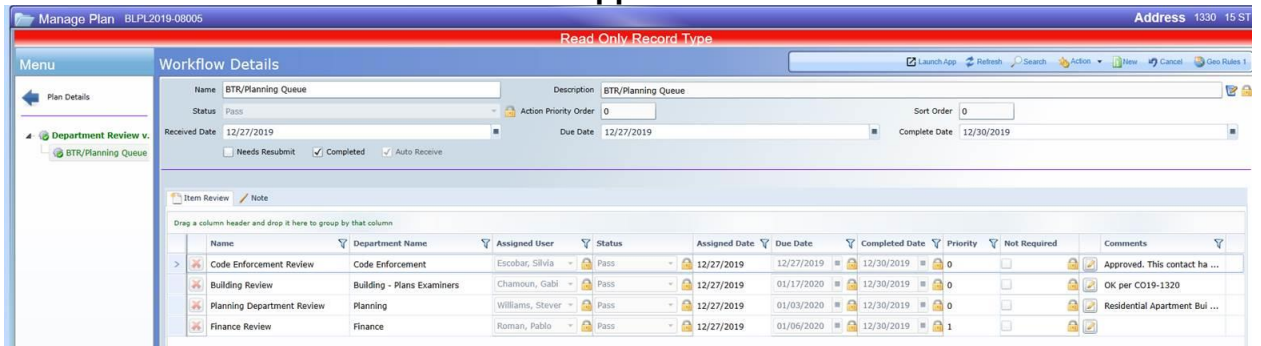 Manage Plan BLPL2019-08005 Address 1330 15 ST
Read Only Record Type
Menu Workflow Details Launch App Refresh Search Action New Cancel Geo Rules 1
Plan Details
Name BTR/Planning Queue Description BTR/Planning Queue
Status Pass Action Priority Order 0 Sort Order 0
Department Review v. Received Date 12/27/2019 Due Date 12/27/2019 Complete Date 12/30/2019
BTR/Planning Queue Needs Resubmit Completed Auto Receive
Item Review Note
Drag a column header and drop it here to group by that column
Name Department Name Assigned User Status Assigned Date Due Date Completed Date Priority Not Required Comments
Code Enforcement Review Code Enforcement Escobar, Silvia Pass 12/27/2019 12/27/2019 12/30/2019 0 Approved. This contact ha ...
Building Review Building - Plans Examiners Chamoun, Gabi Pass 12/27/2019 01/17/2020 12/30/2019 0 OK per CO19-1320
Planning Department Review Planning Williams, Stever Pass 12/27/2019 01/03/2020 12/30/2019 0 Residential Apartment Bui ...
Finance Review Finance Roman, Pablo Pass 12/27/2019 01/06/2020 12/30/2019 1